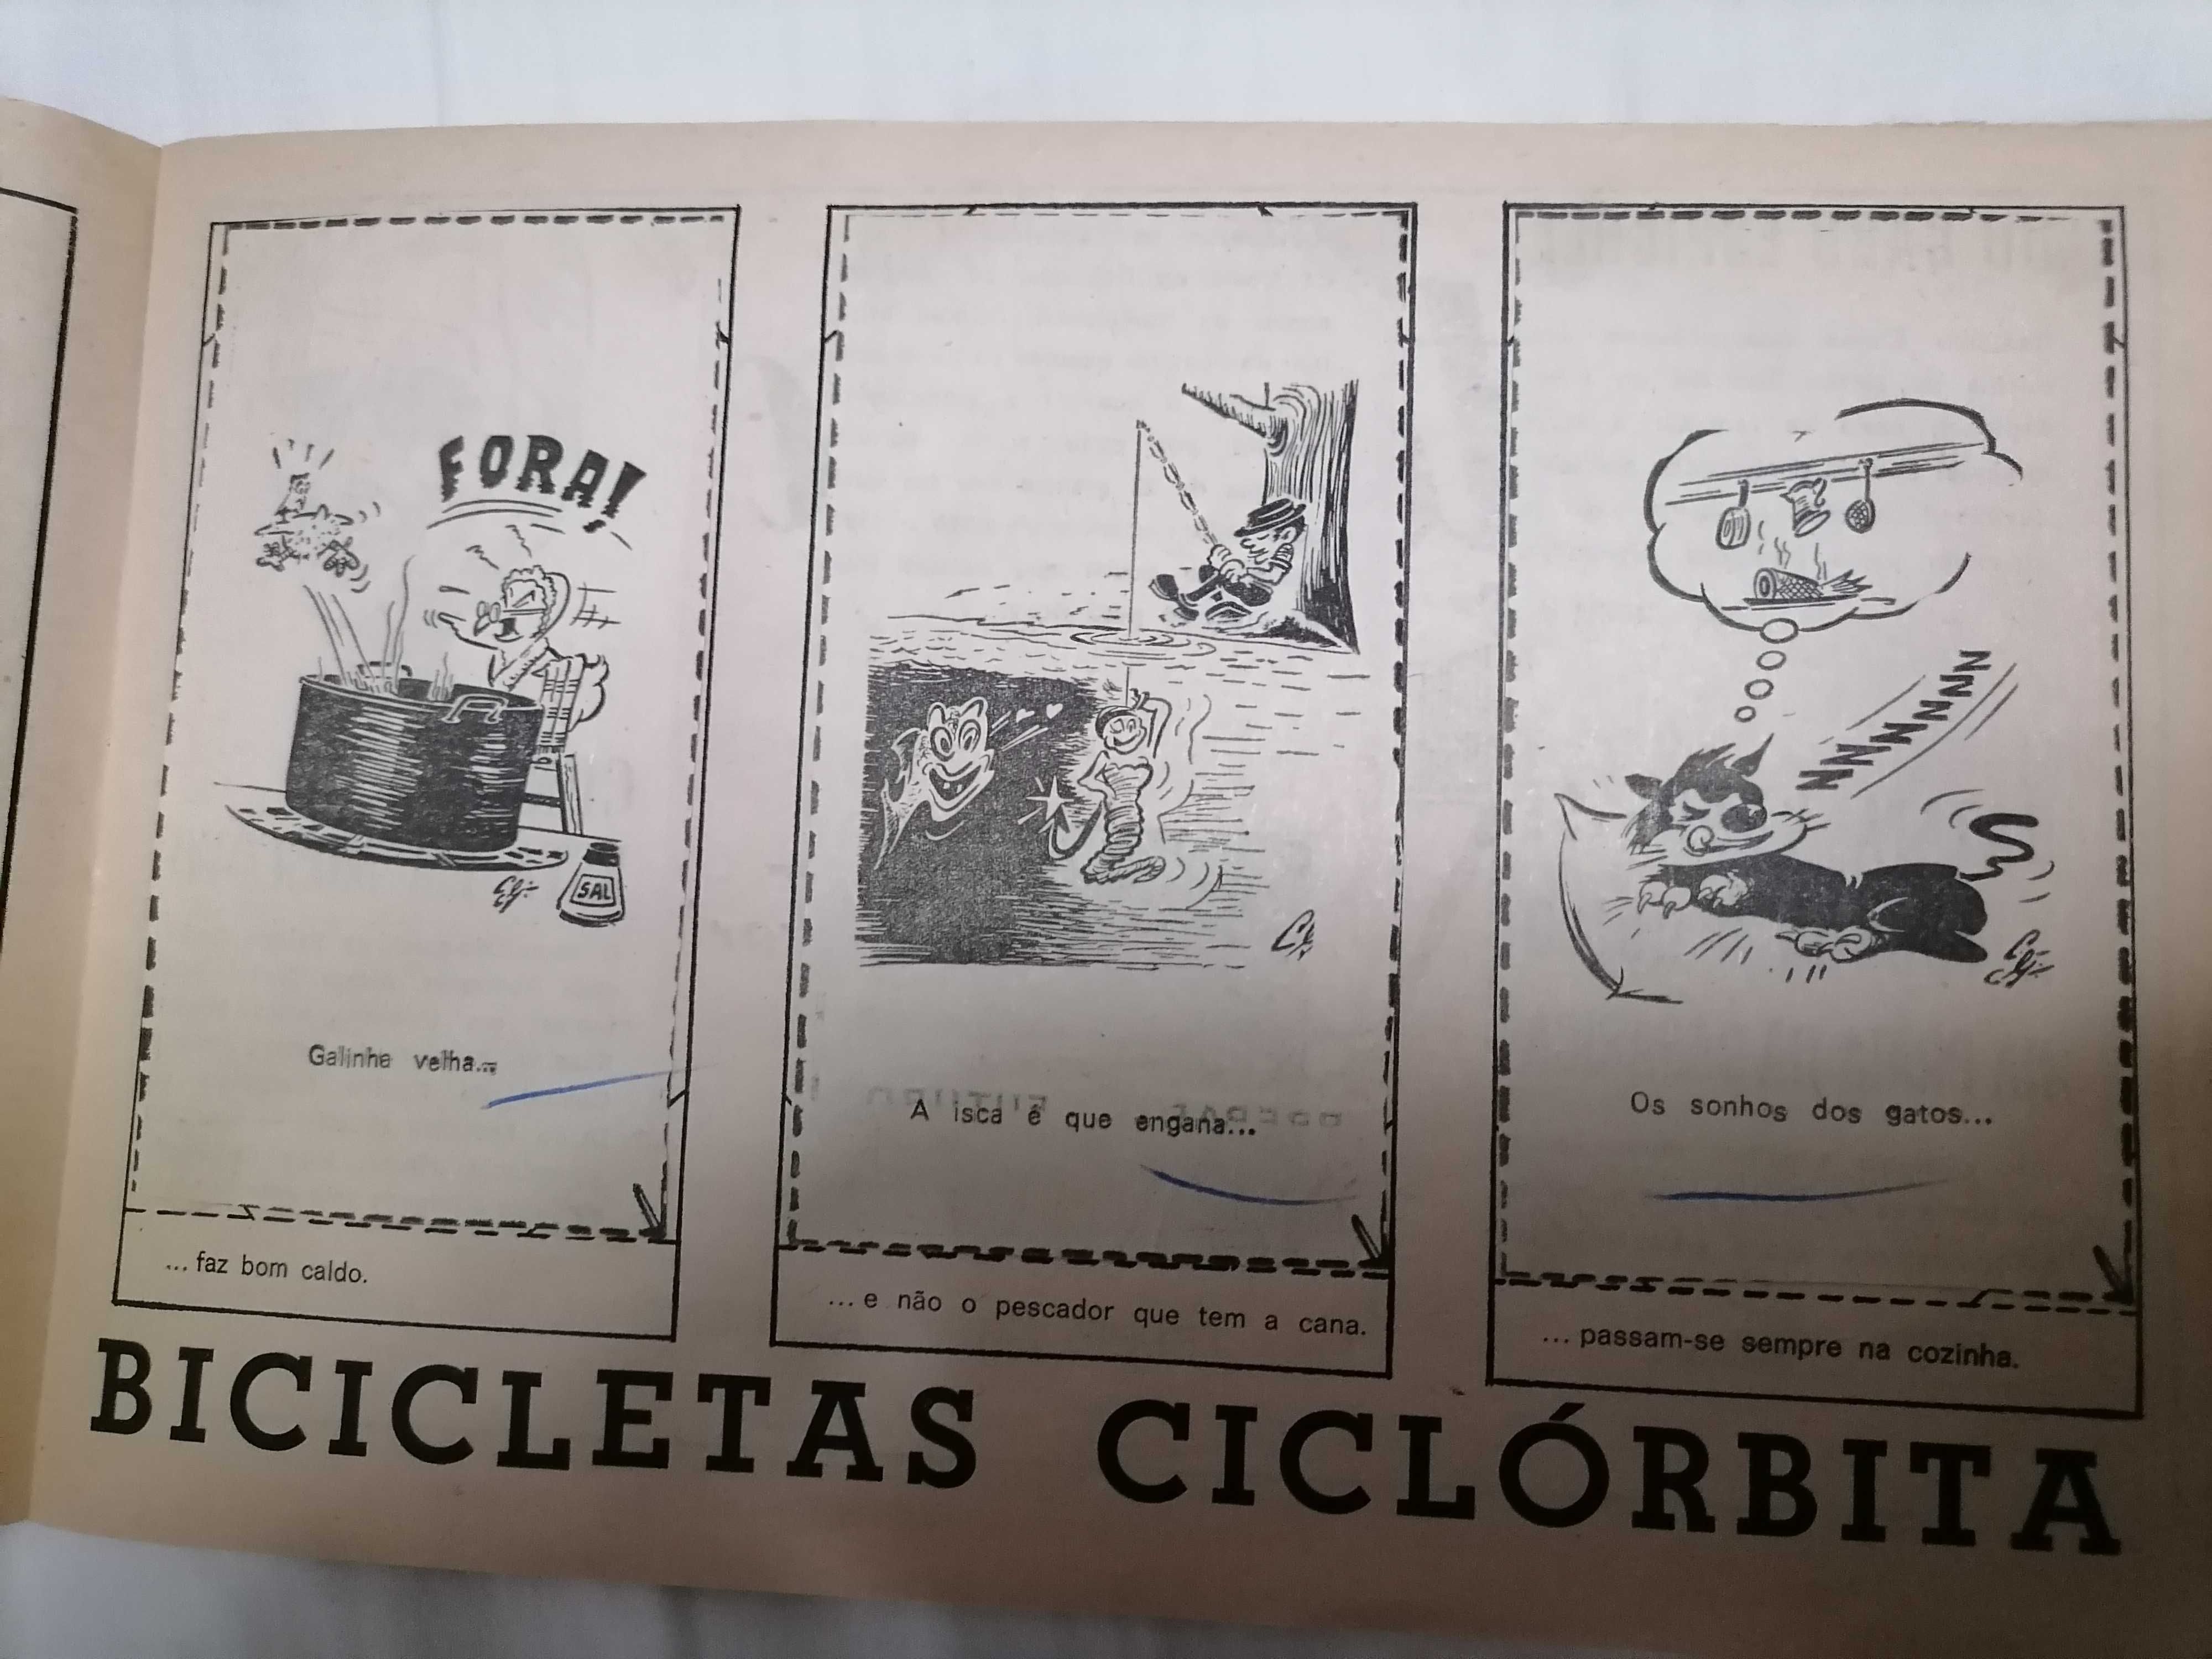 FORA!
SAL
Galinha velha...
... faz bom caldo.
A isca é que engana...
... e não o pescador que tem a cana.
ZZZZZZZ
Os sonhos dos gatos...
... passam-se sempre na cozinha.
BICICLETAS CICLÓRBITA